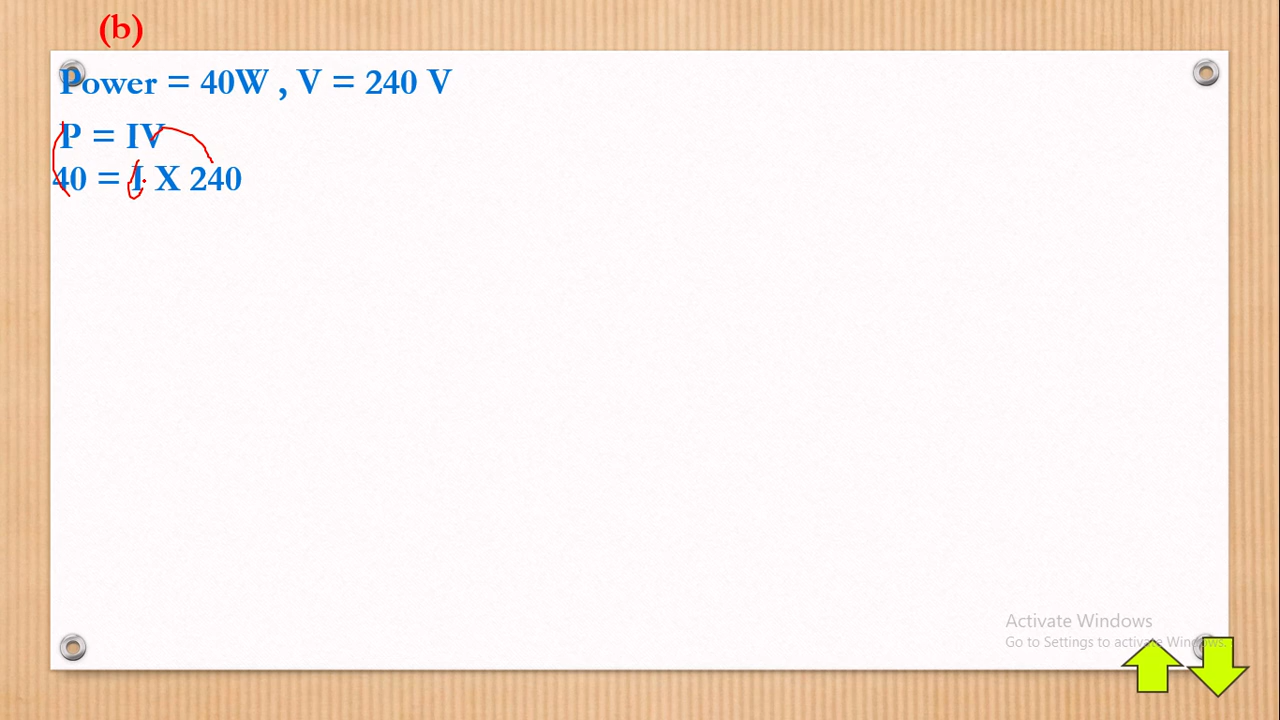 (b)
Power = 40W , V = 240 V
P = IV
40 = I X 240
Activate Windows
Go to Settings to activate Windows.